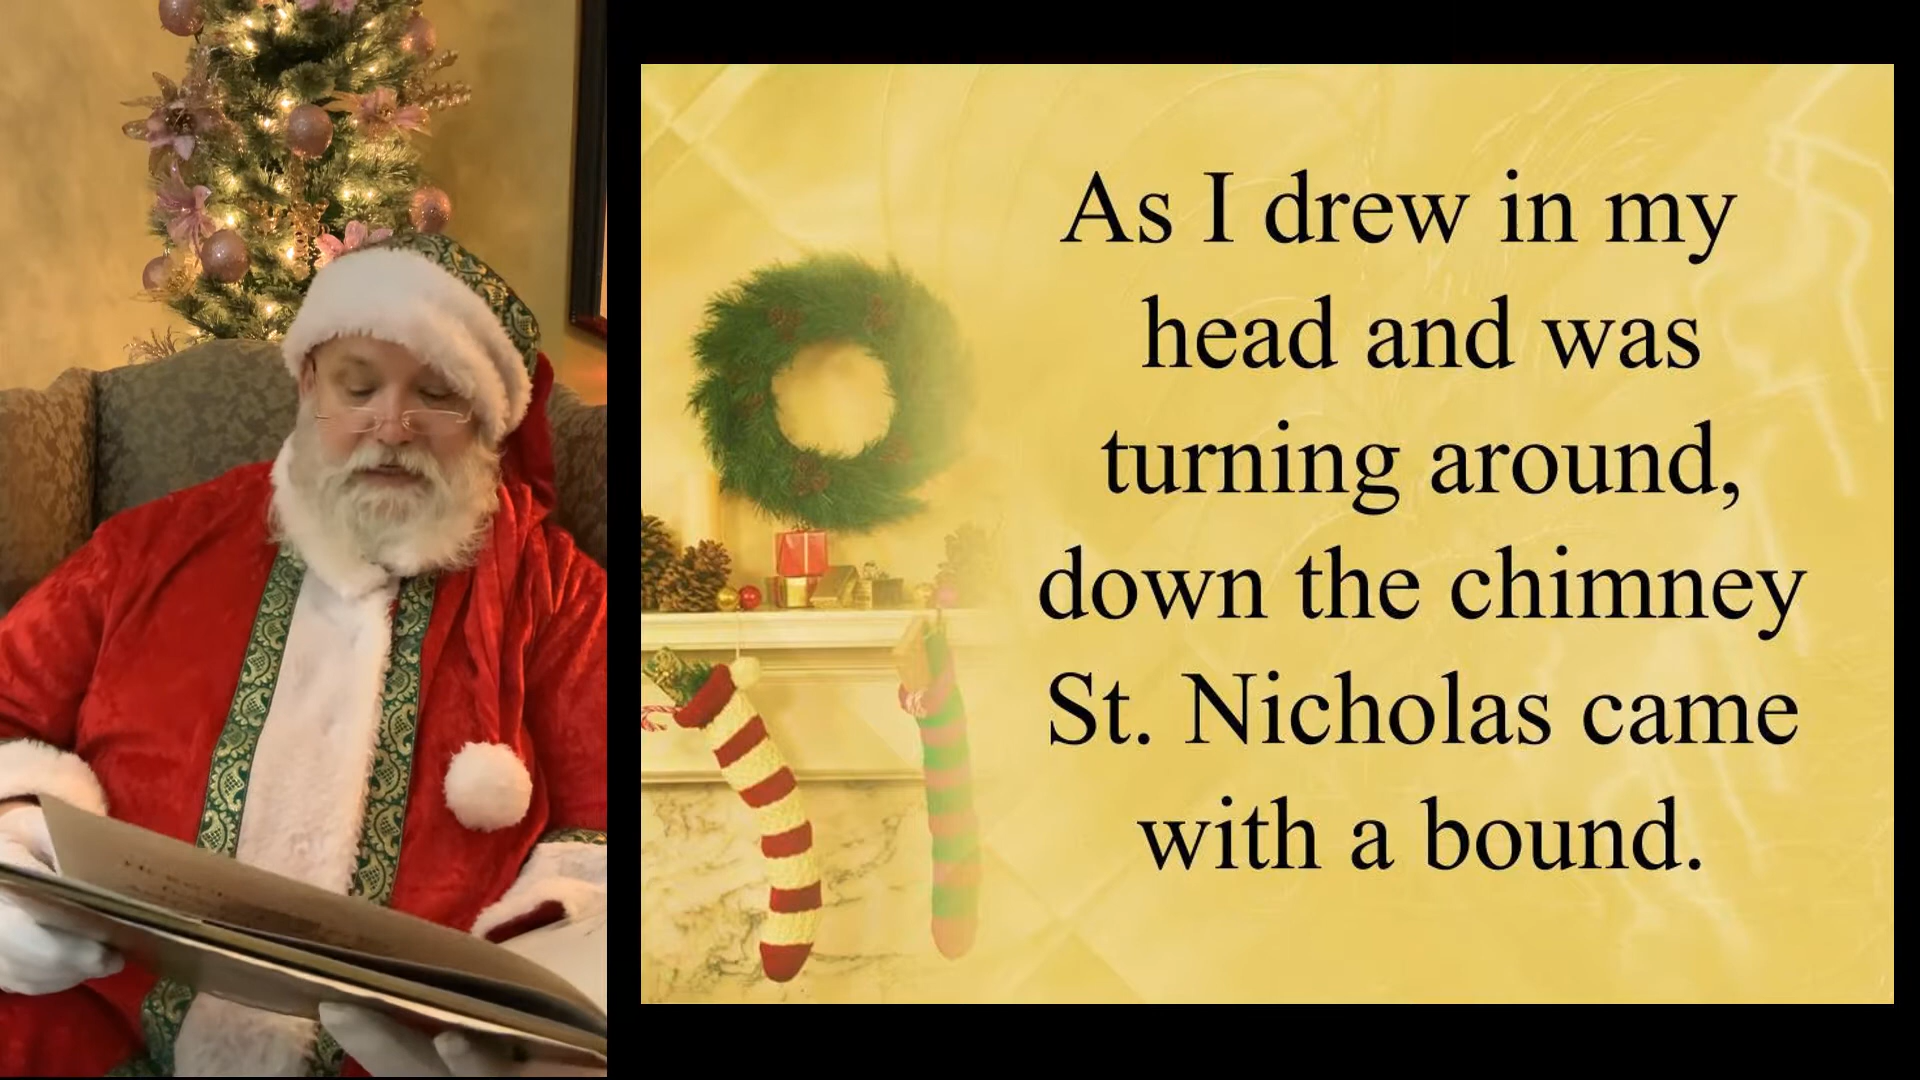 As I drew in my
head and was
turning around,
down the chimney
St. Nicholas came
with a bound.